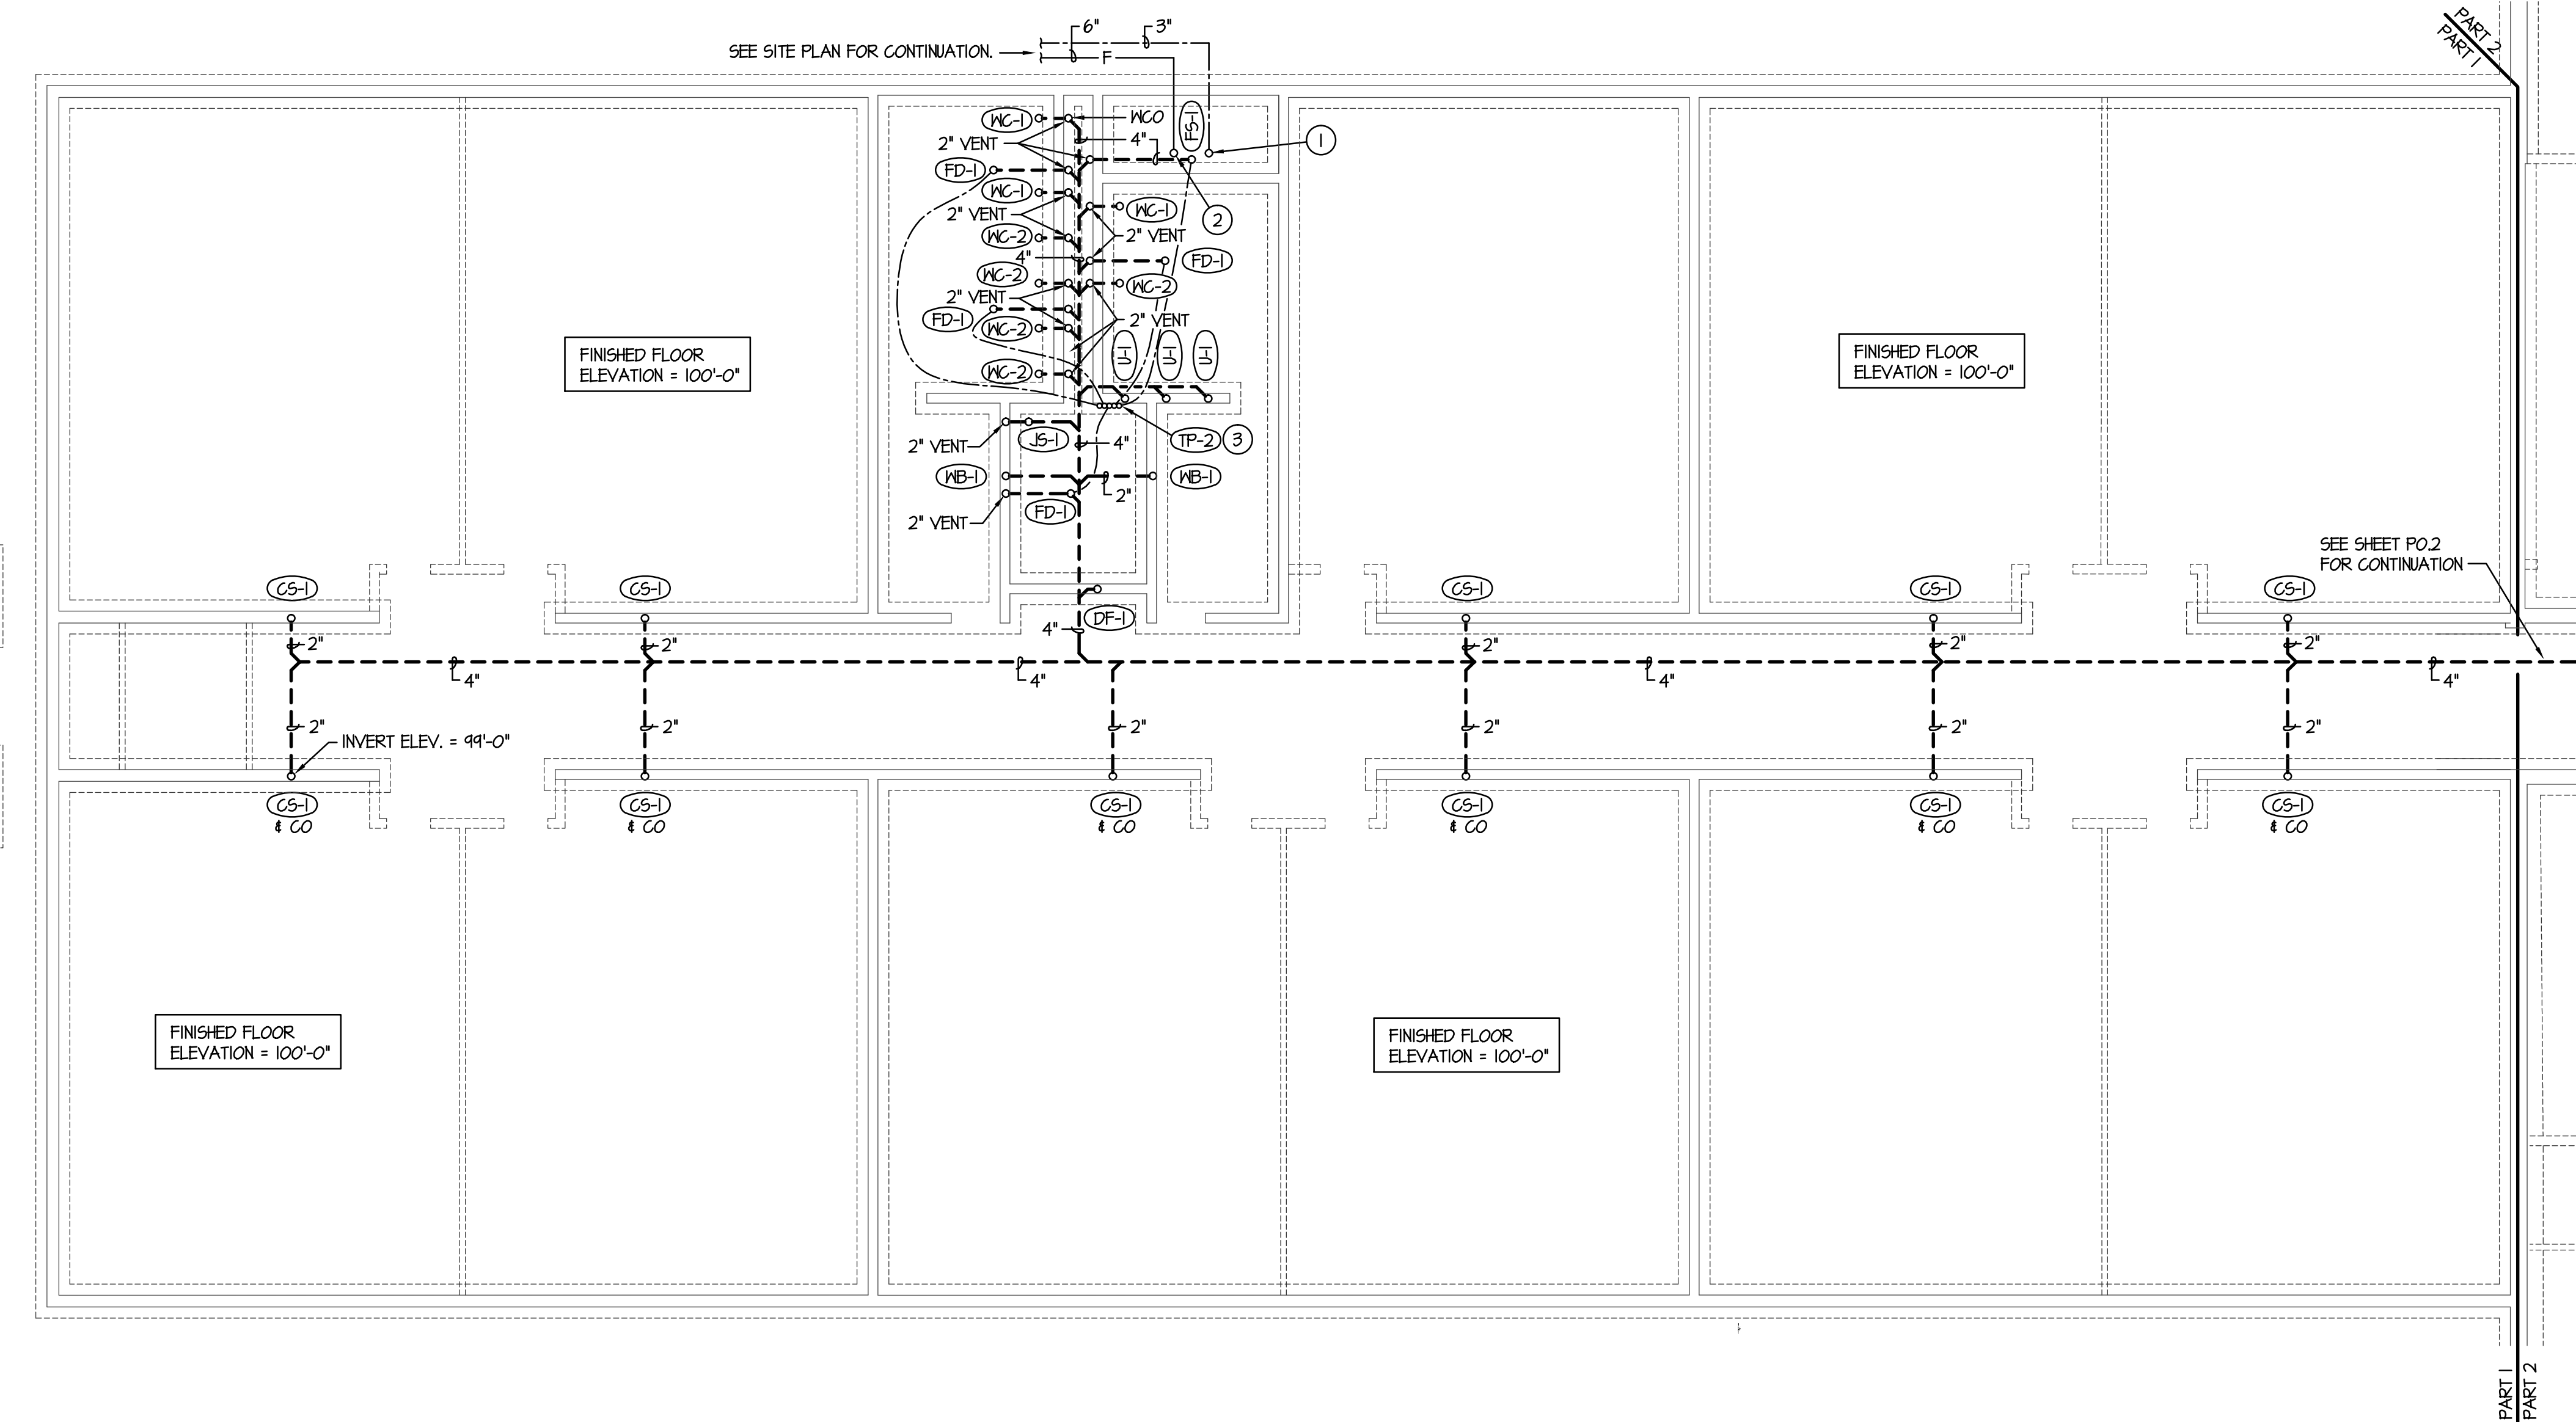 6"
3"
SEE SITE PLAN FOR CONTINUATION.
F
PART 2
PART 1
WC-1
WCO
FS-1
4"
1
2" VENT
FD-1
WC-1
WC-1
2
2" VENT
WC-2
2" VENT
4"
FD-1
WC-2
WC-2
2" VENT
FD-1
2" VENT
WC-2
U-1
U-1
U-1
WC-2
FINISHED FLOOR
ELEVATION = 100'-0"
FINISHED FLOOR
ELEVATION = 100'-0"
2" VENT
JS-1
4"
TP-2
3
WB-1
WB-1
2"
FD-1
2" VENT
SEE SHEET P0.2
FOR CONTINUATION
CS-1
CS-1
CS-1
CS-1
CS-1
DF-1
4"
2"
2"
2"
2"
2"
4"
4"
4"
4"
2"
2"
2"
2"
2"
2"
INVERT ELEV. = 99'-0"
CS-1
& CO
CS-1
& CO
CS-1
& CO
CS-1
& CO
CS-1
& CO
CS-1
& CO
FINISHED FLOOR
ELEVATION = 100'-0"
FINISHED FLOOR
ELEVATION = 100'-0"
PART 1
PART 2